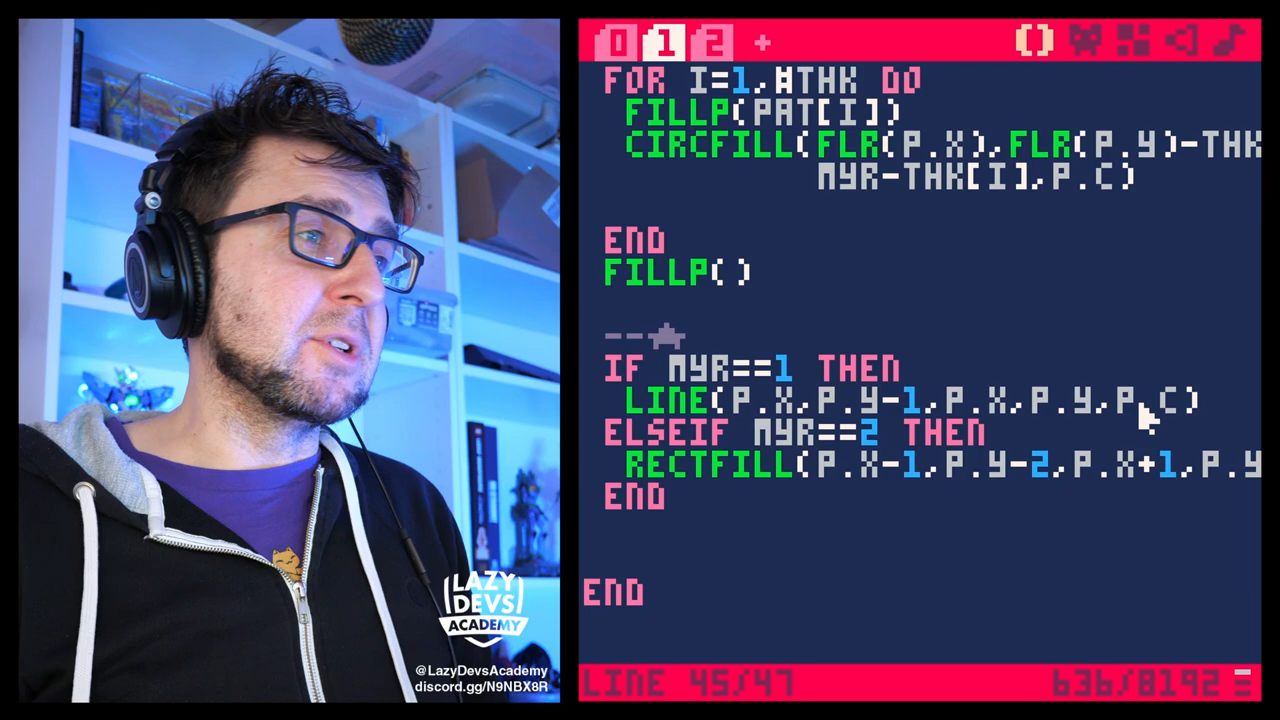 0 1 2 +
FOR I=1,#THK DO
FILLP(PAT[I])
CIRCFILL(FLR(P.X),FLR(P.Y)-THK
MYR-THK[I],P.C)
END
FILLP()
--
IF MYR==1 THEN
LINE(P.X,P.Y-1,P.X,P.Y,P.C)
ELSEIF MYR==2 THEN
RECTFILL(P.X-1,P.Y-2,P.X+1,P.Y
END
END
LINE 45/47
636/8192
LAZY
DEVS
ACADEMY
@LazyDevsAcademy
discord.gg/N9NBX8R